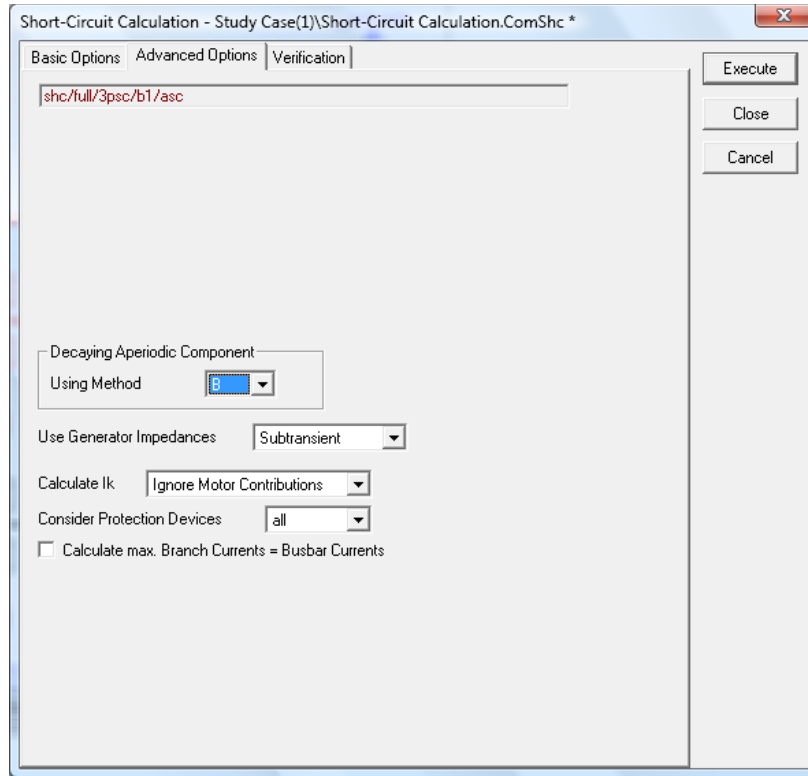 Short-Circuit Calculation - Study Case(1)\Short-Circuit Calculation.ComShc *
Basic Options Advanced Options Verification
Execute
Close
Cancel
shc/full/3psc/b1/asc
Decaying Aperiodic Component
Using Method B
Use Generator Impedances Subtransient
Calculate Ik Ignore Motor Contributions
Consider Protection Devices all
Calculate max. Branch Currents = Busbar Currents